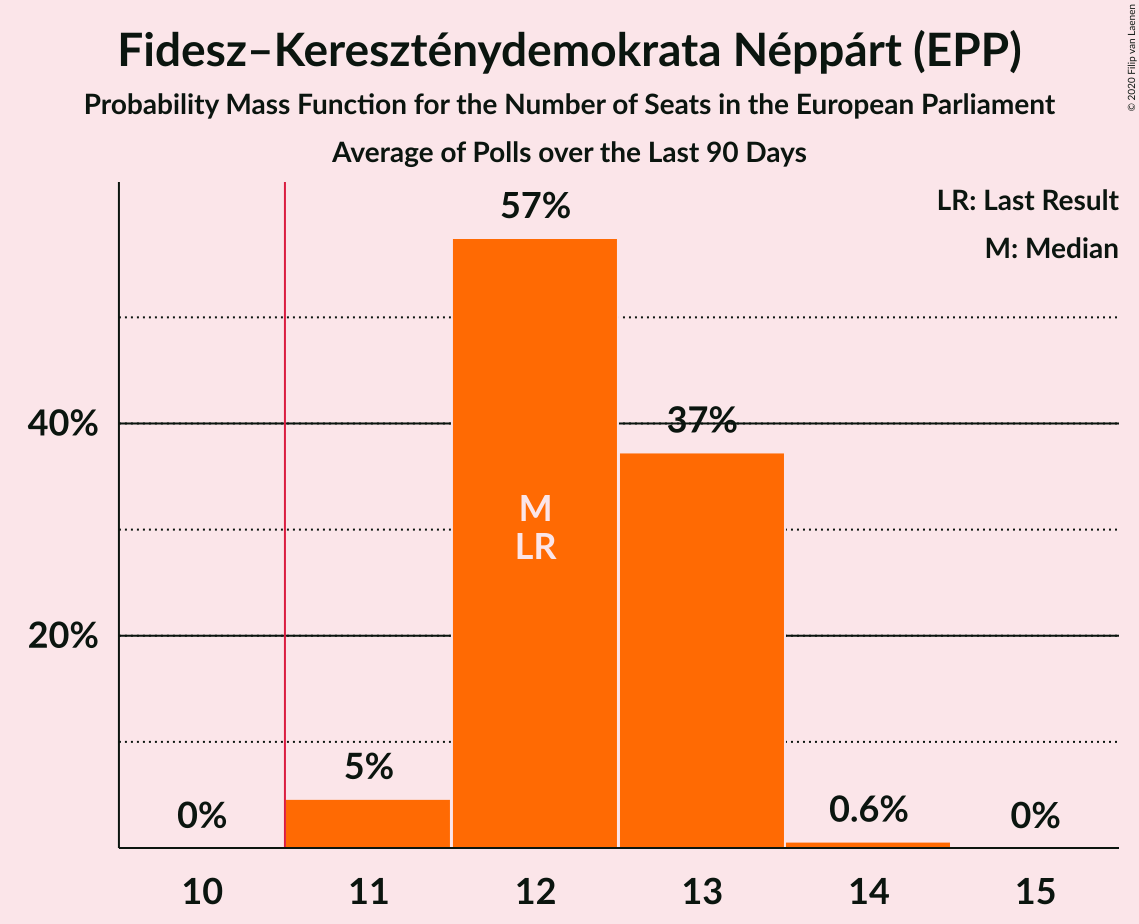 Fidesz–Kereszténydemokrata Néppárt (EPP)
Probability Mass Function for the Number of Seats in the European Parliament
Average of Polls over the Last 90 Days
© 2020 Filip van Laenen
LR: Last Result
M: Median
57%
40%
37%
M
LR
20%
5%
0%
0.6%
0%
10 11 12 13 14 15